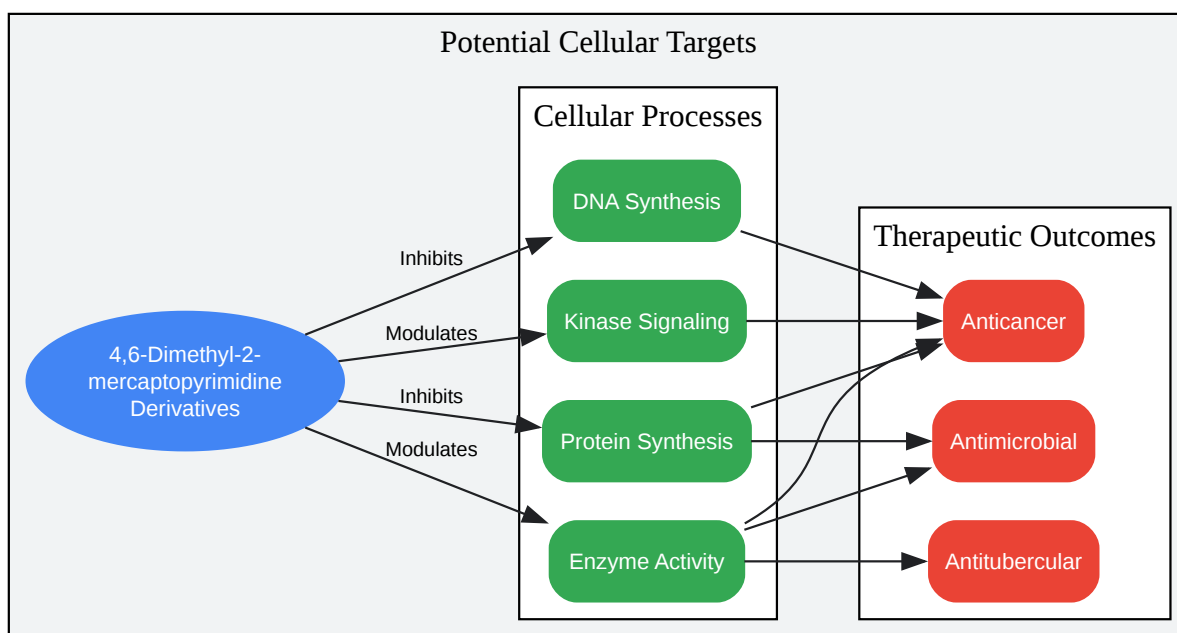 Potential Cellular Targets
Cellular Processes
DNA Synthesis
Therapeutic Outcomes
Inhibits
Kinase Signaling
Anticancer
Modulates
4,6-Dimethyl-2-
mercaptopyrimidine
Derivatives
Inhibits
Protein Synthesis
Antimicrobial
Modulates
Enzyme Activity
Antitubercular